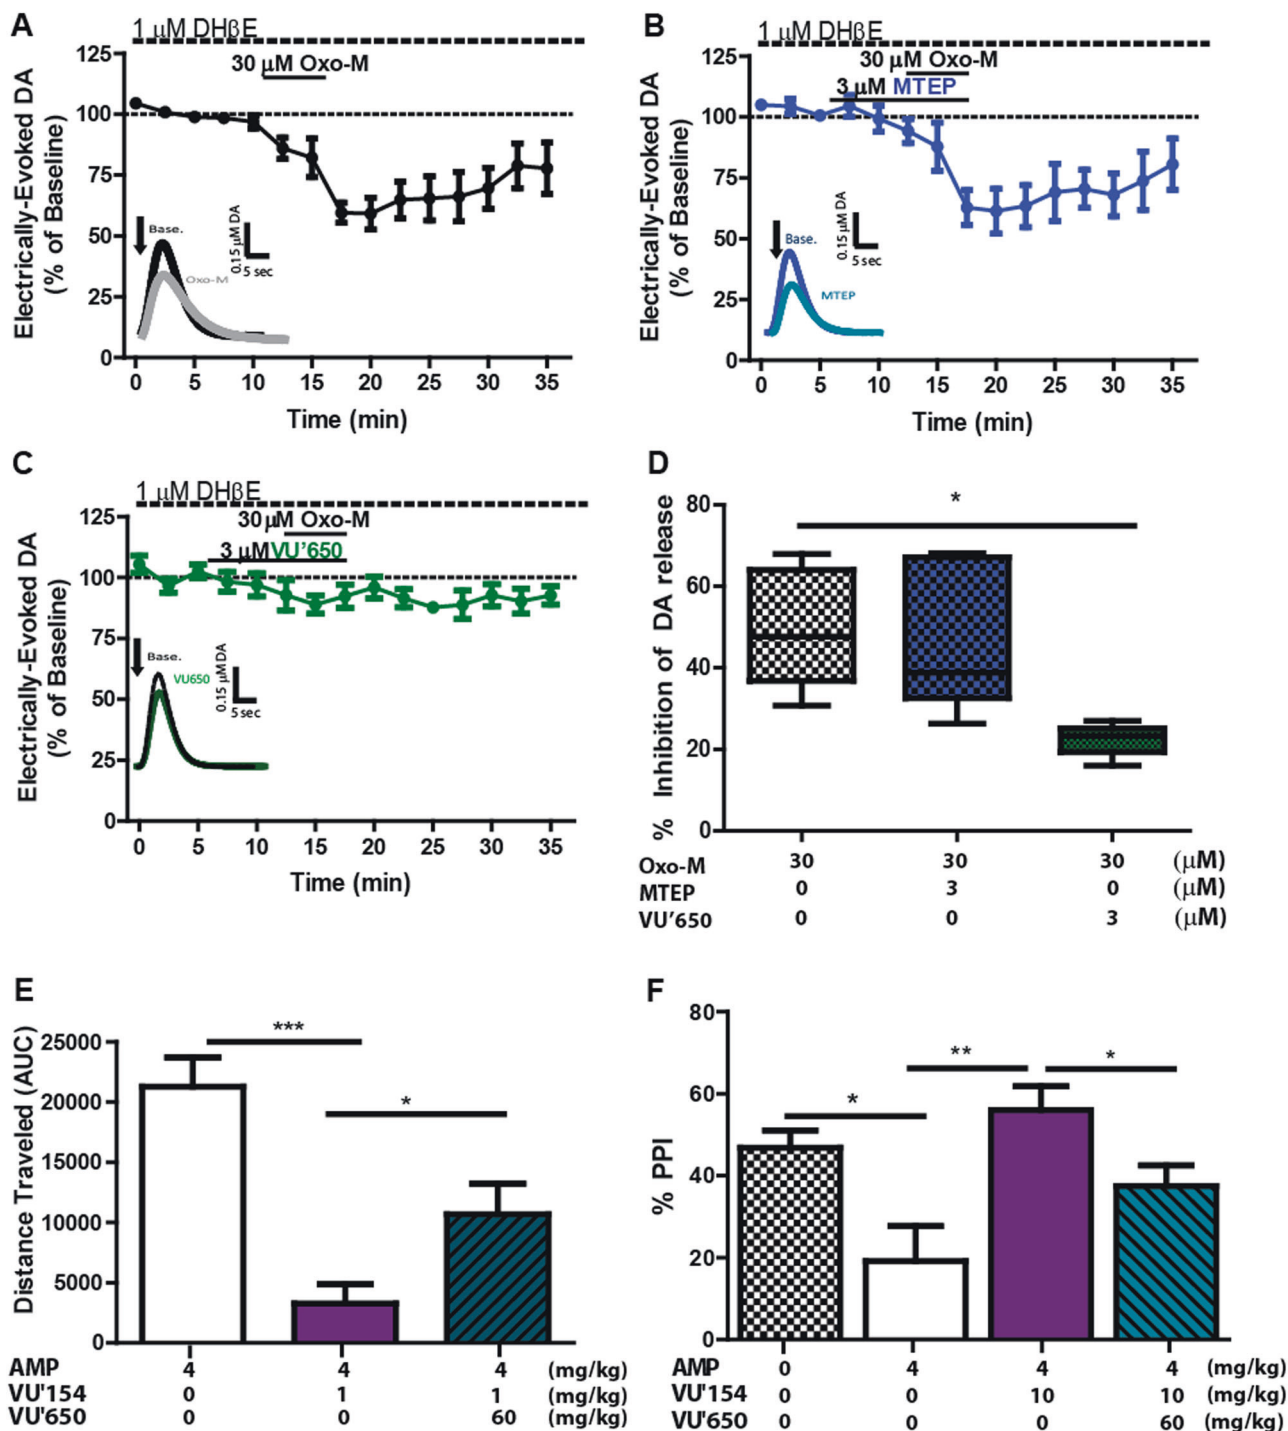 A
1 μM DHβE
30 μM Oxo-M
Electrically-Evoked DA
(% of Baseline)
125
100
75
50
25
0
Base.
Oxo-M
0.15 μM DA
5 sec
0 5 10 15 20 25 30 35
Time (min)
B
1 μM DHβE
30 μM Oxo-M
3 μM MTEP
Electrically-Evoked DA
(% of Baseline)
125
100
75
50
25
0
Base.
MTEP
0.15 μM DA
5 sec
0 5 10 15 20 25 30 35
Time (min)
C
1 μM DHβE
30 μM Oxo-M
3 μM VU'650
Electrically-Evoked DA
(% of Baseline)
125
100
75
50
25
0
Base.
VU650
0.15 μM DA
5 sec
0 5 10 15 20 25 30 35
Time (min)
D
% Inhibition of DA release
80
60
40
20
0
*
Oxo-M 30 30 30 (μM)
MTEP 0 3 0 (μM)
VU'650 0 0 3 (μM)
E
Distance Traveled (AUC)
25000
20000
15000
10000
5000
0
***
*
AMP 4 4 4 (mg/kg)
VU'154 0 1 1 (mg/kg)
VU'650 0 0 60 (mg/kg)
F
% PPI
80
60
40
20
0
*
**
*
AMP 0 4 4 4 (mg/kg)
VU'154 0 0 10 10 (mg/kg)
VU'650 0 0 0 60 (mg/kg)